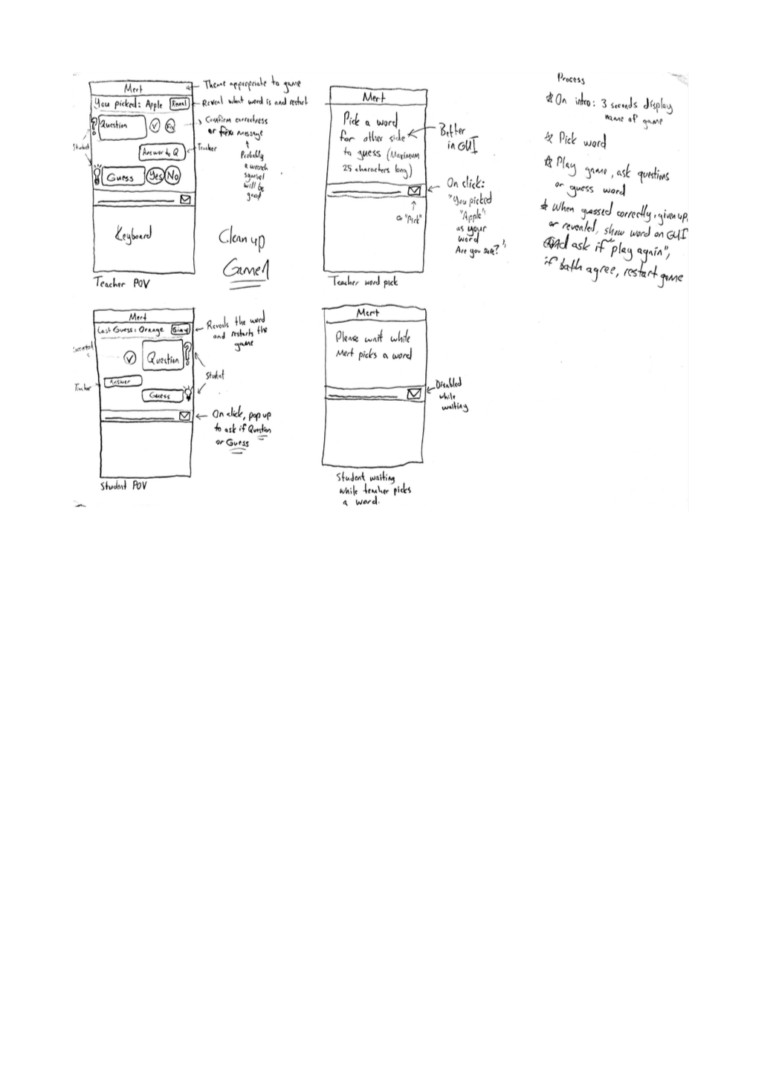 Mert
Theme appropriate to game
You picked: Apple
Reveal
Reveal what word is and restart
Question
Confirm correctness
or message
Student
Answer to Q
Teacher
Probably
a
will be
good
Guess
Yes
No
Keyboard
Clean up
Game 1
Teacher POV
Mert
Pick a word
for other side
to guess (Maximum
25 characters long)
Better
in GUI
On click:
"You picked
"Apple"
as your
word
Are you sure?"
or "Pick"
Teacher word pick
Process
On intro: 3 seconds display
name of game
Pick word
Play game, ask questions
or guess word
When guessed correctly, given up,
or revealed, show word on GUI
and ask if "play again",
if both agree, restart game
Mert
Last Guess: Orange
Reveals the word
and restarts the
game
Question
Student
Teacher
Answer
Guess
On click, pop up
to ask if Question
or Guess
Student POV
Mert
Please wait while
Mert picks a word
Disabled
while
waiting
Student waiting
while teacher picks
a word.